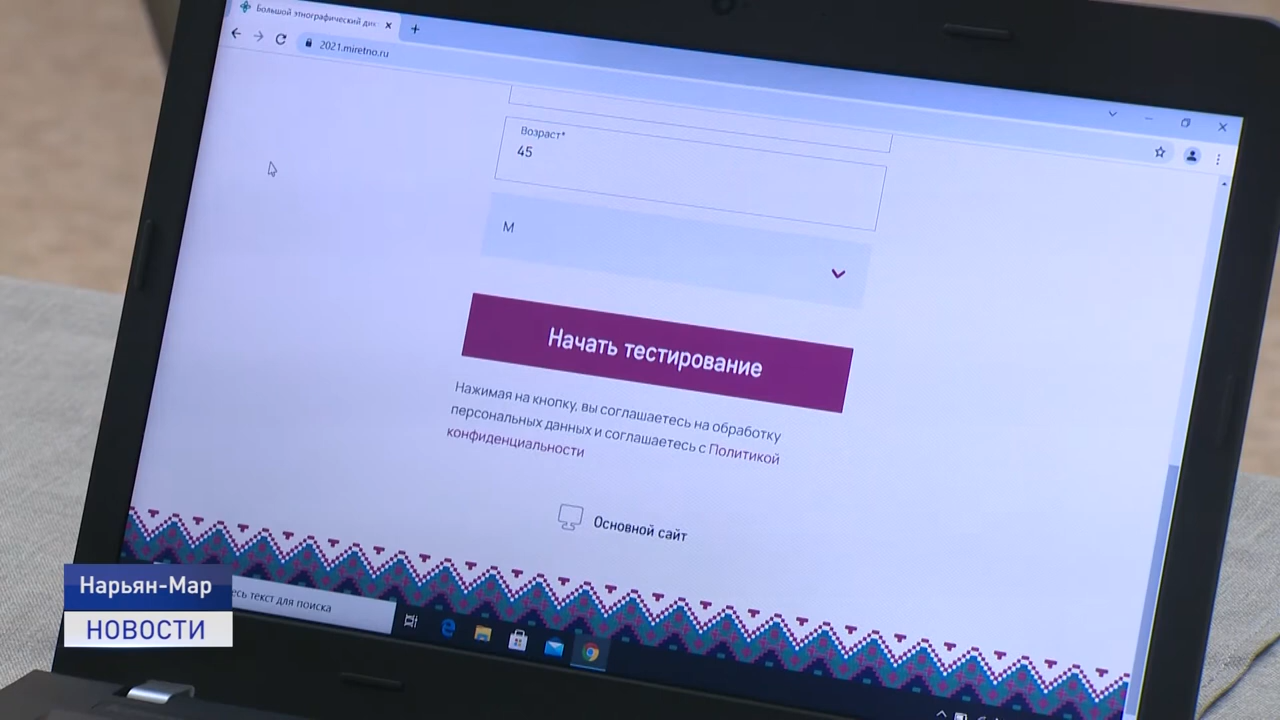 Большой этнографический дик
2021.miretno.ru
Возраст*
45
М
Начать тестирование
Нажимая на кнопку, вы соглашаетесь на обработку
персональных данных и соглашаетесь с Политикой
конфиденциальности
Основной сайт
текст для поиска
Нарьян-Мар
НОВОСТИ